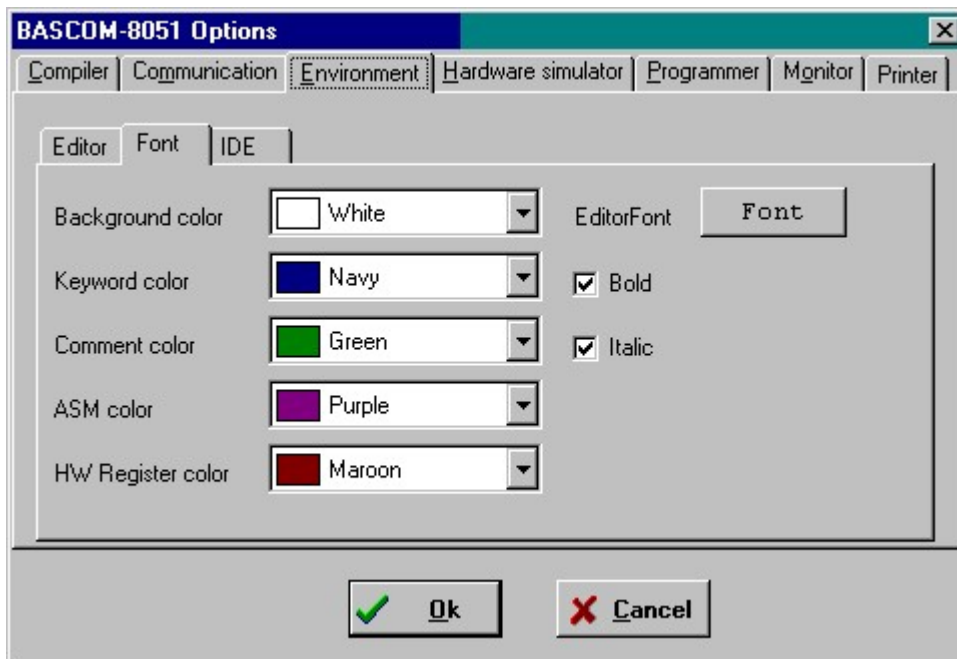 BASCOM-8051 Options
Compiler Communication Environment Hardware simulator Programmer Monitor Printer
Editor Font IDE
Background color White EditorFont Font
Keyword color Navy Bold
Comment color Green Italic
ASM color Purple
HW Register color Maroon
Ok Cancel